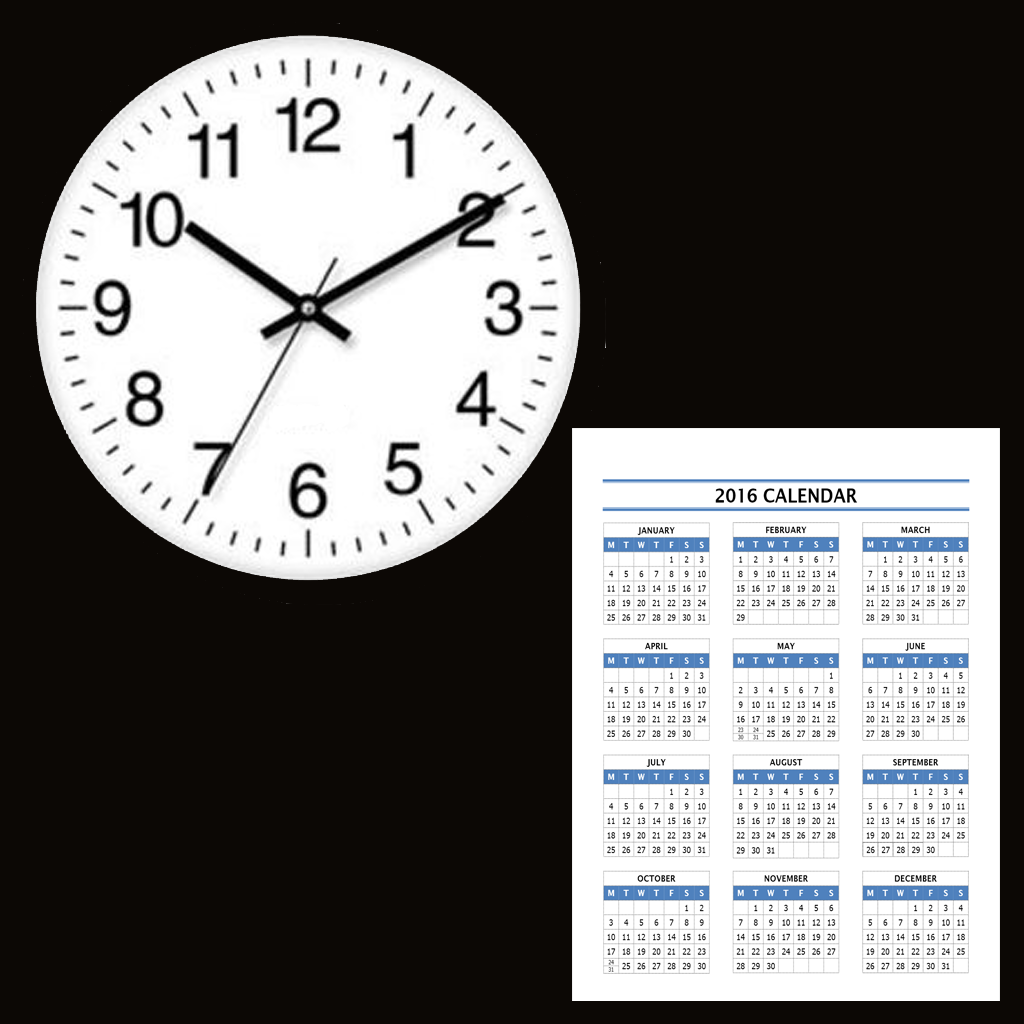 12
11 1
10 2
9 3
8 4
7 5
6
2016 CALENDAR
JANUARY
M T W T F S S
1 2 3
4 5 6 7 8 9 10
11 12 13 14 15 16 17
18 19 20 21 22 23 24
25 26 27 28 29 30 31
FEBRUARY
M T W T F S S
1 2 3 4 5 6 7
8 9 10 11 12 13 14
15 16 17 18 19 20 21
22 23 24 25 26 27 28
29
MARCH
M T W T F S S
1 2 3 4 5 6
7 8 9 10 11 12 13
14 15 16 17 18 19 20
21 22 23 24 25 26 27
28 29 30 31
APRIL
M T W T F S S
1 2 3
4 5 6 7 8 9 10
11 12 13 14 15 16 17
18 19 20 21 22 23 24
25 26 27 28 29 30
MAY
M T W T F S S
1
2 3 4 5 6 7 8
9 10 11 12 13 14 15
16 17 18 19 20 21 22
23 24 25 26 27 28 29
30 31
JUNE
M T W T F S S
1 2 3 4 5
6 7 8 9 10 11 12
13 14 15 16 17 18 19
20 21 22 23 24 25 26
27 28 29 30
JULY
M T W T F S S
1 2 3
4 5 6 7 8 9 10
11 12 13 14 15 16 17
18 19 20 21 22 23 24
25 26 27 28 29 30 31
AUGUST
M T W T F S S
1 2 3 4 5 6 7
8 9 10 11 12 13 14
15 16 17 18 19 20 21
22 23 24 25 26 27 28
29 30 31
SEPTEMBER
M T W T F S S
1 2 3 4
5 6 7 8 9 10 11
12 13 14 15 16 17 18
19 20 21 22 23 24 25
26 27 28 29 30
OCTOBER
M T W T F S S
1 2
3 4 5 6 7 8 9
10 11 12 13 14 15 16
17 18 19 20 21 22 23
24 25 26 27 28 29 30
31
NOVEMBER
M T W T F S S
1 2 3 4 5 6
7 8 9 10 11 12 13
14 15 16 17 18 19 20
21 22 23 24 25 26 27
28 29 30
DECEMBER
M T W T F S S
1 2 3 4
5 6 7 8 9 10 11
12 13 14 15 16 17 18
19 20 21 22 23 24 25
26 27 28 29 30 31